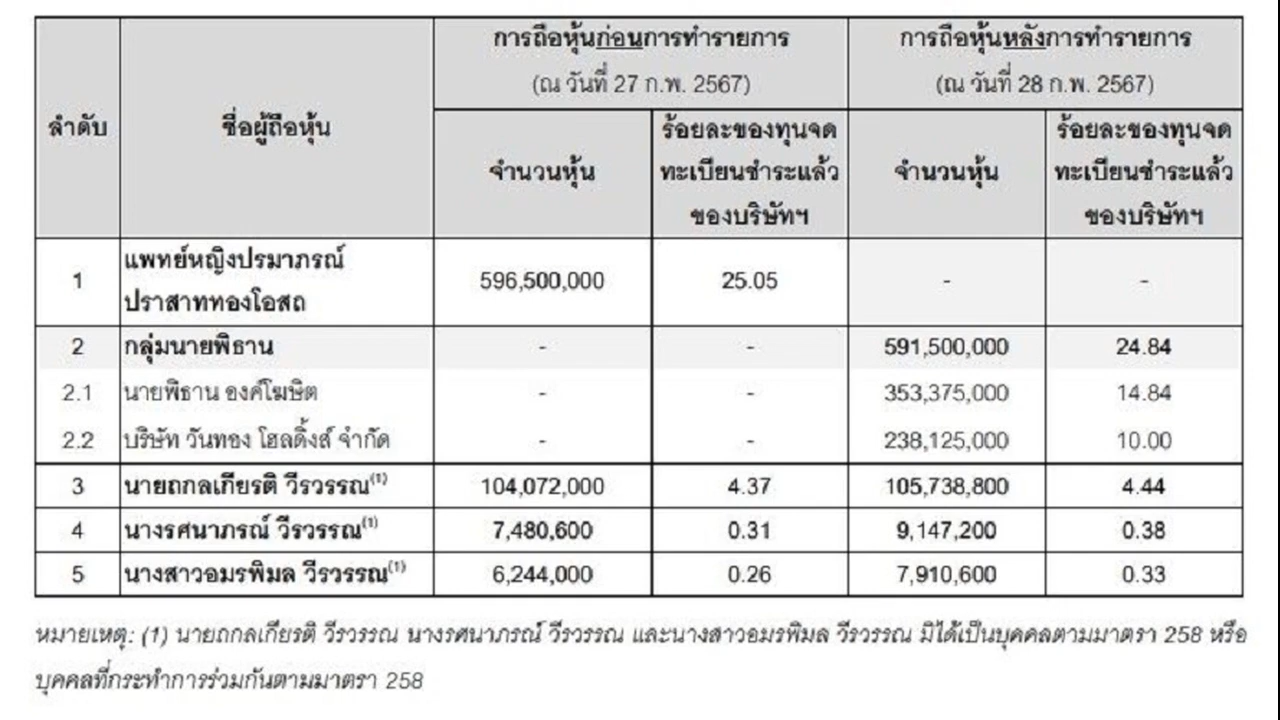 ลำดับ ชื่อผู้ถือหุ้น การถือหุ้นก่อนการทำรายการ การถือหุ้นหลังการทำรายการ
(ณ วันที่ 27 ก.พ. 2567) (ณ วันที่ 28 ก.พ. 2567)
จำนวนหุ้น ร้อยละของทุนจด จำนวนหุ้น ร้อยละของทุนจด
ทะเบียนชำระแล้ว ทะเบียนชำระแล้ว
ของบริษัทฯ ของบริษัทฯ
1 แพทย์หญิงปรมาภรณ์ 596,500,000 25.05 - -
ปราสาททองโอสถ
2 กลุ่มนายพิธาน - - 591,500,000 24.84
2.1 นายพิธาน องค์โฆษิต - - 353,375,000 14.84
2.2 บริษัท วันทอง โฮลดิ้งส์ จำกัด - - 238,125,000 10.00
3 นายถกลเกียรติ วีรวรรณ(1) 104,072,000 4.37 105,738,800 4.44
4 นางรศนาภรณ์ วีรวรรณ(1) 7,480,600 0.31 9,147,200 0.38
5 นางสาวอมรพิมล วีรวรรณ(1) 6,244,000 0.26 7,910,600 0.33
หมายเหตุ: (1) นายถกลเกียรติ วีรวรรณ นางรศนาภรณ์ วีรวรรณ และนางสาวอมรพิมล วีรวรรณ มิได้เป็นบุคคลตามมาตรา 258 หรือ
บุคคลที่กระทำการร่วมกันตามมาตรา 258